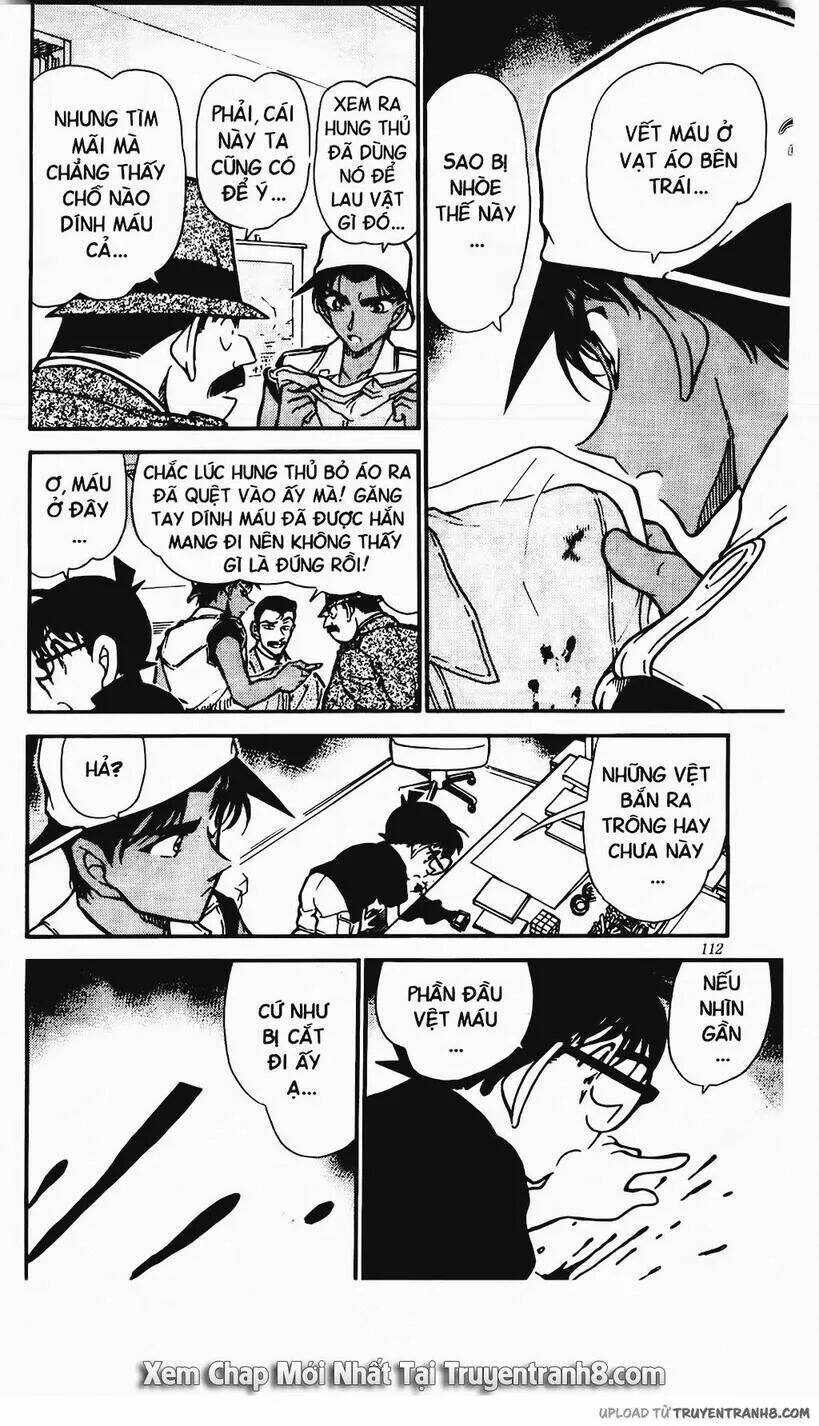 VẾT MÁU Ở
VẠT ÁO BÊN
TRÁI...
SAO BỊ
NHÒE
THẾ NÀY
...
XEM RA
HUNG THỦ
ĐÃ DÙNG
NÓ ĐỂ
LAU VẬT
GÌ ĐÓ...
PHẢI, CÁI
NÀY TA
CŨNG CÓ
ĐỂ Ý...
NHƯNG TÌM
MÃI MÀ
CHẲNG THẤY
CHỖ NÀO
DÍNH MÁU
CẢ...
CHẮC LÚC HUNG THỦ BỎ ÁO RA
ĐÃ QUỆT VÀO ẤY MÀ! GĂNG
TAY DÍNH MÁU ĐÃ ĐƯỢC HẮN
MANG ĐI NÊN KHÔNG THẤY
GÌ LÀ ĐÚNG RỒI!
Ơ, MÁU
Ở ĐÂY
...
NHỮNG VỆT
BẮN RA
TRÔNG HAY
CHƯA NÀY
...
HẢ?
112
NẾU
NHÌN
GẦN
...
PHẦN ĐẦU
VỆT MÁU
...
CỨ NHƯ
BỊ CẮT
ĐI ẤY
Ạ...
Xem Chap Mới Nhất Tại Truyentranh8.com
UPLOAD TỪ TRUYENTRANH8.COM